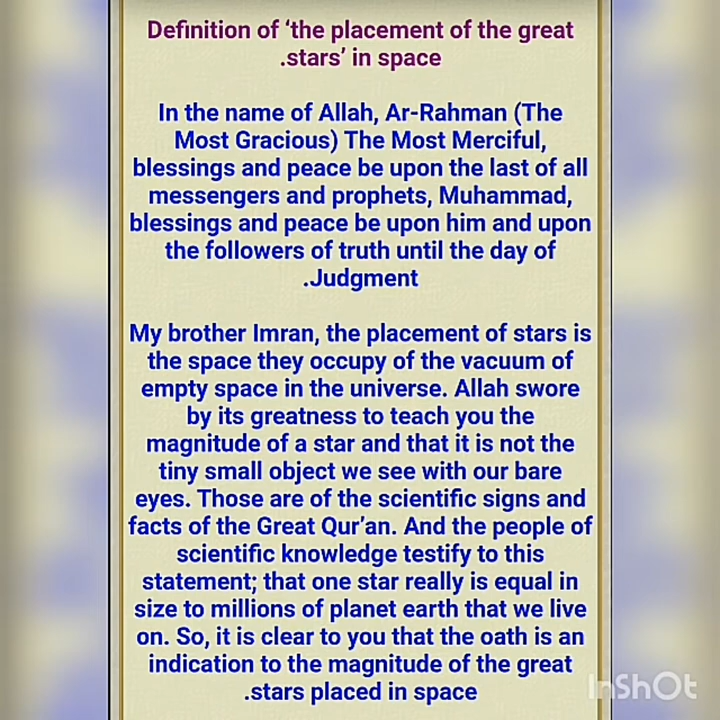 Definition of ‘the placement of the great
.stars’ in space
In the name of Allah, Ar-Rahman (The
Most Gracious) The Most Merciful,
blessings and peace be upon the last of all
messengers and prophets, Muhammad,
blessings and peace be upon him and upon
the followers of truth until the day of
.Judgment
My brother Imran, the placement of stars is
the space they occupy of the vacuum of
empty space in the universe. Allah swore
by its greatness to teach you the
magnitude of a star and that it is not the
tiny small object we see with our bare
eyes. Those are of the scientific signs and
facts of the Great Qur’an. And the people of
scientific knowledge testify to this
statement; that one star really is equal in
size to millions of planet earth that we live
on. So, it is clear to you that the oath is an
indication to the magnitude of the great
.stars placed in space
InShOt